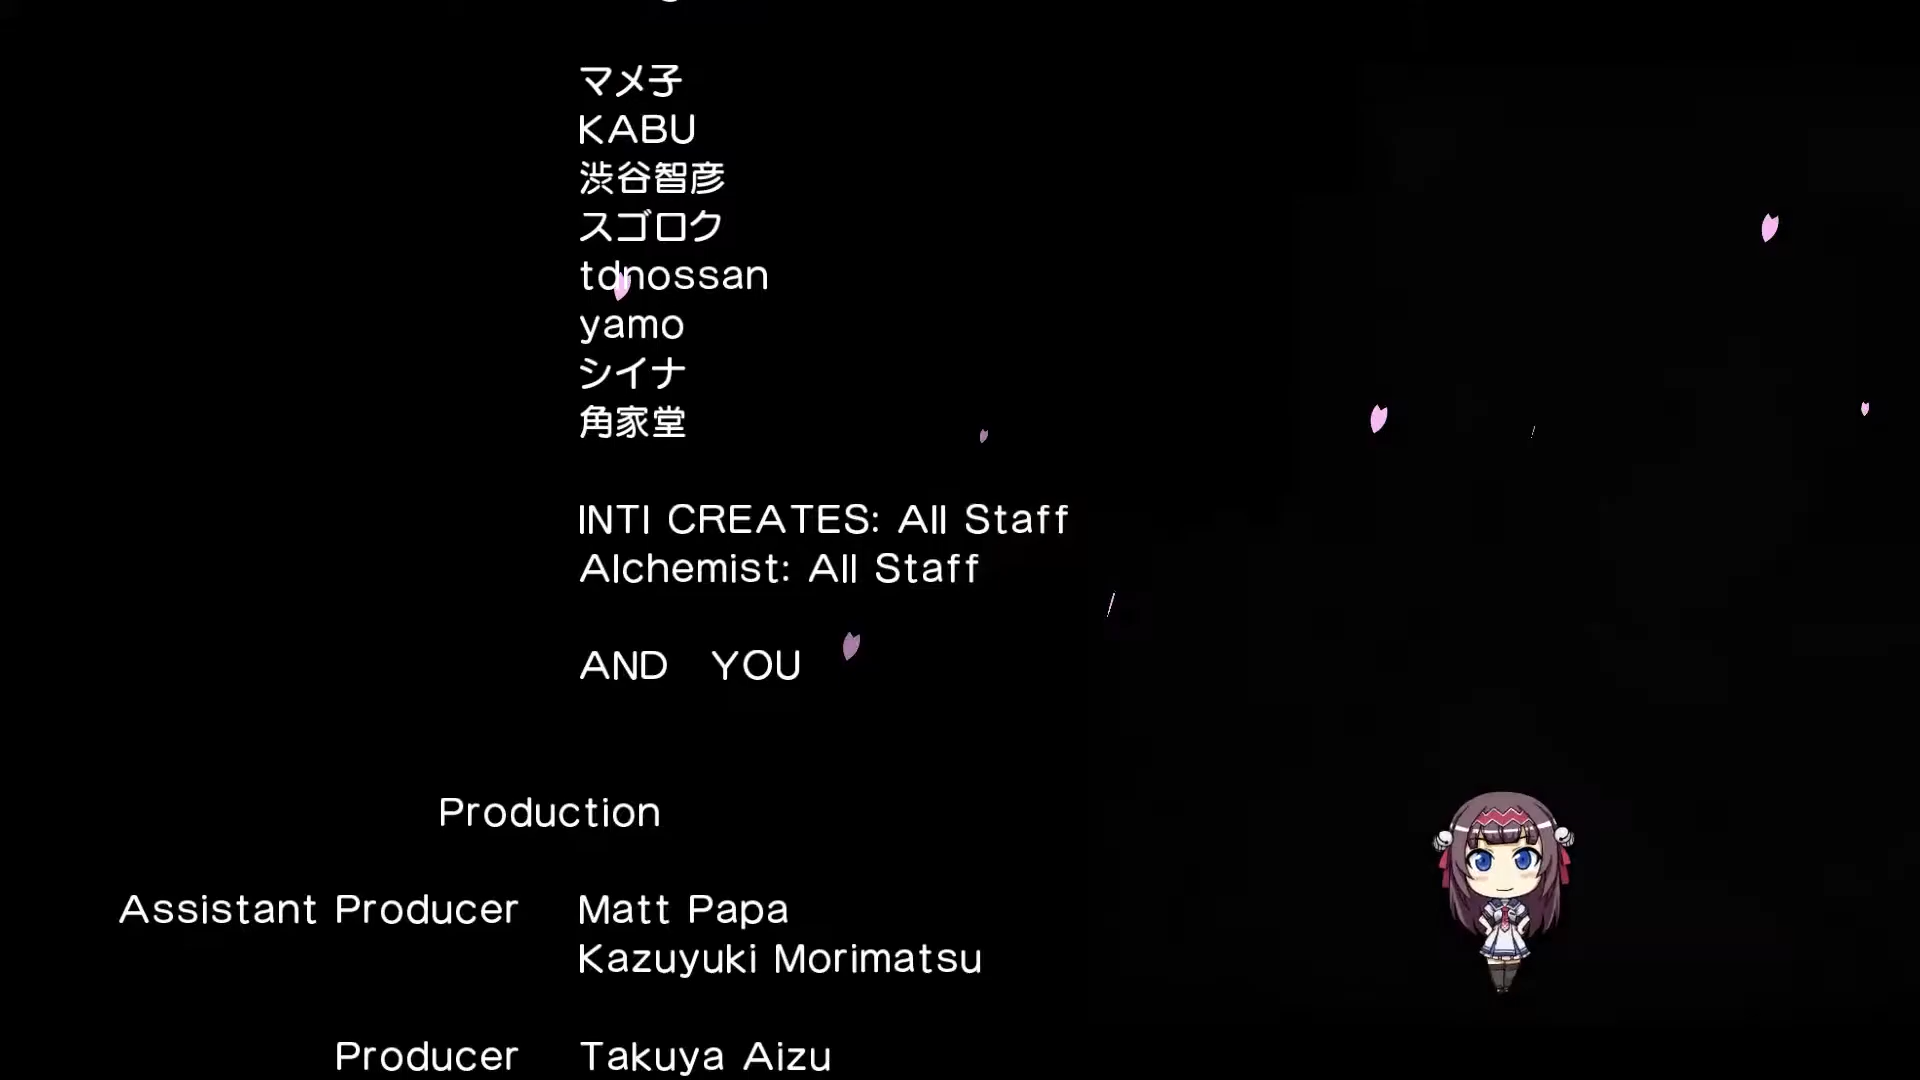 マメ子
KABU
渋谷智彦
スゴロク
tdnossan
yamo
シイナ
角家堂
INTI CREATES: All Staff
Alchemist: All Staff
AND YOU
Production
Assistant Producer Matt Papa
Kazuyuki Morimatsu
Producer Takuya Aizu